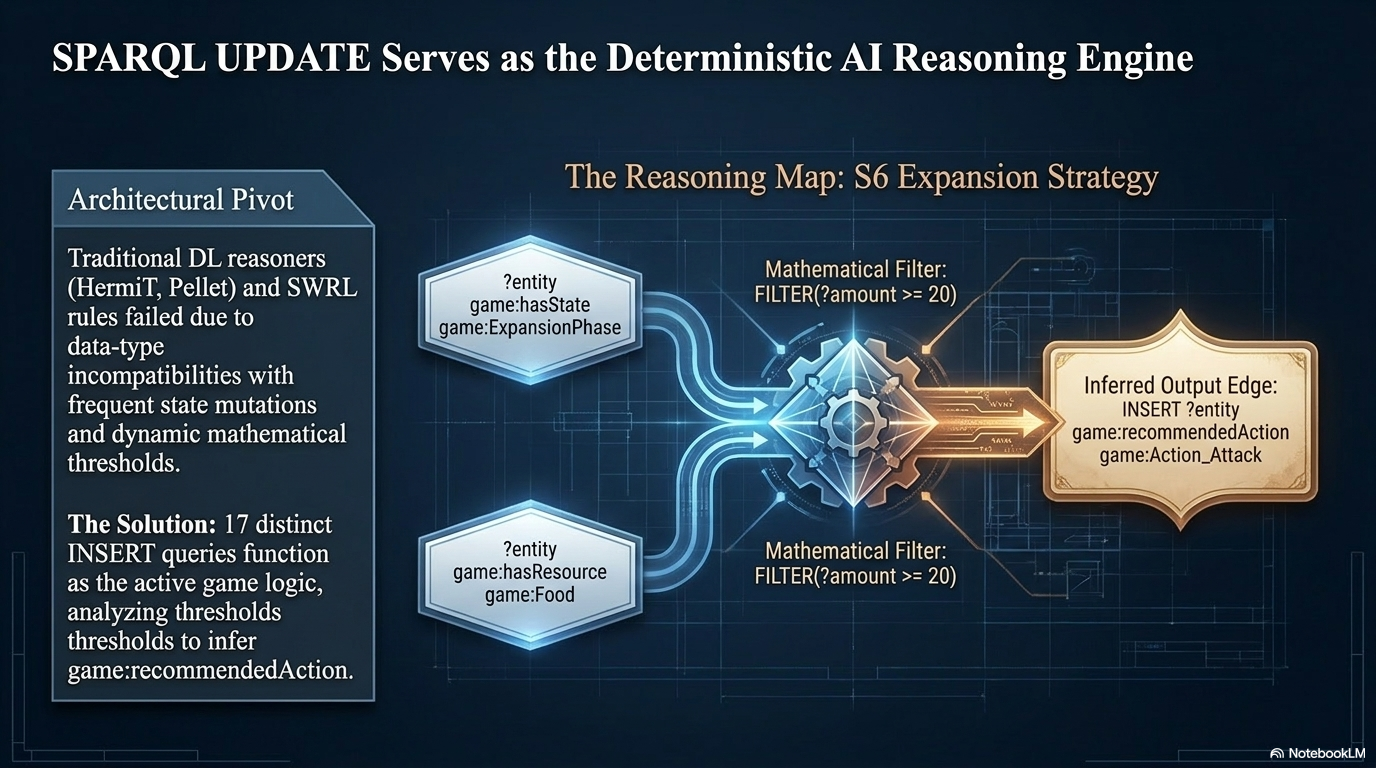 SPARQL UPDATE Serves as the Deterministic AI Reasoning Engine
Architectural Pivot
Traditional DL reasoners
(HermiT, Pellet) and SWRL
rules failed due to
data-type
incompatibilities with
frequent state mutations
and dynamic mathematical
thresholds.
The Solution: 17 distinct
INSERT queries function
as the active game logic,
analyzing thresholds
thresholds to infer
game:recommendedAction.
The Reasoning Map: S6 Expansion Strategy
?entity
game:hasState
game:ExpansionPhase
?entity
game:hasResource
game:Food
Mathematical Filter:
FILTER(?amount >= 20)
Mathematical Filter:
FILTER(?amount >= 20)
Inferred Output Edge:
INSERT ?entity
game:recommendedAction
game:Action_Attack
NotebookLM